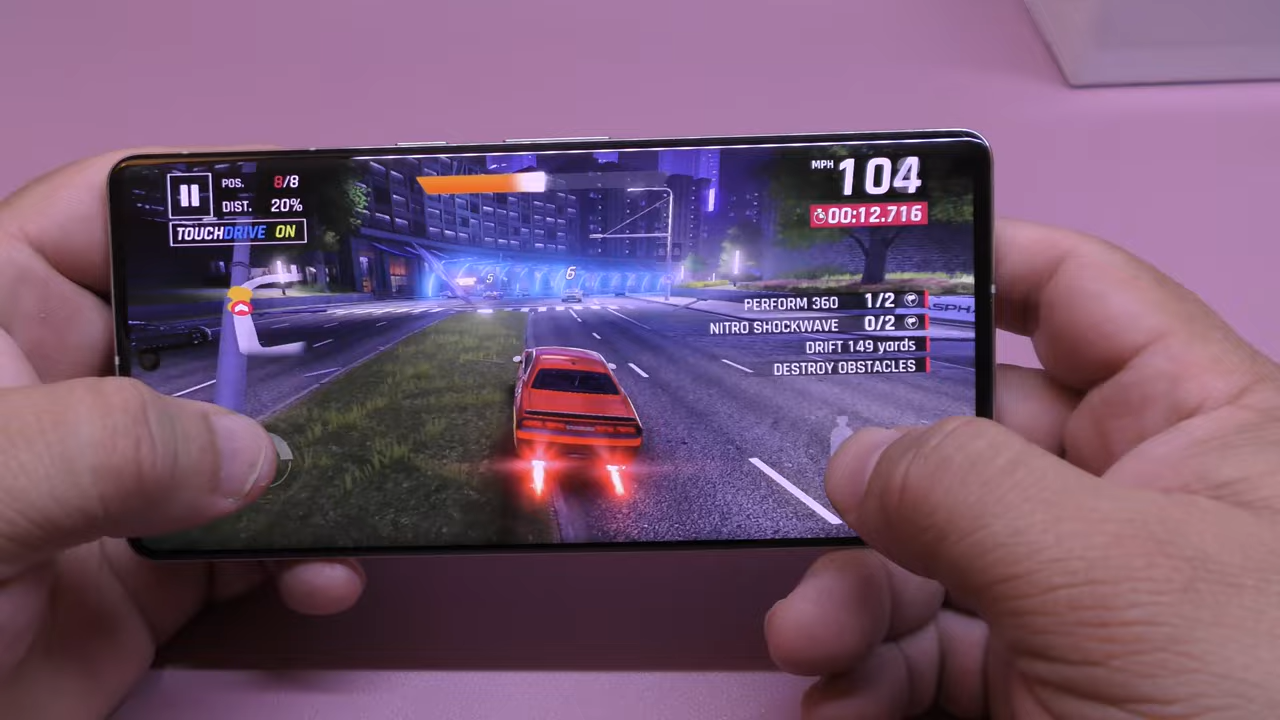 POS. 8/8
DIST. 20%
TOUCHDRIVE ON
MPH 104
00:12.716
5
6
PERFORM 360 1/2
NITRO SHOCKWAVE 0/2
DRIFT 149 yards
DESTROY OBSTACLES